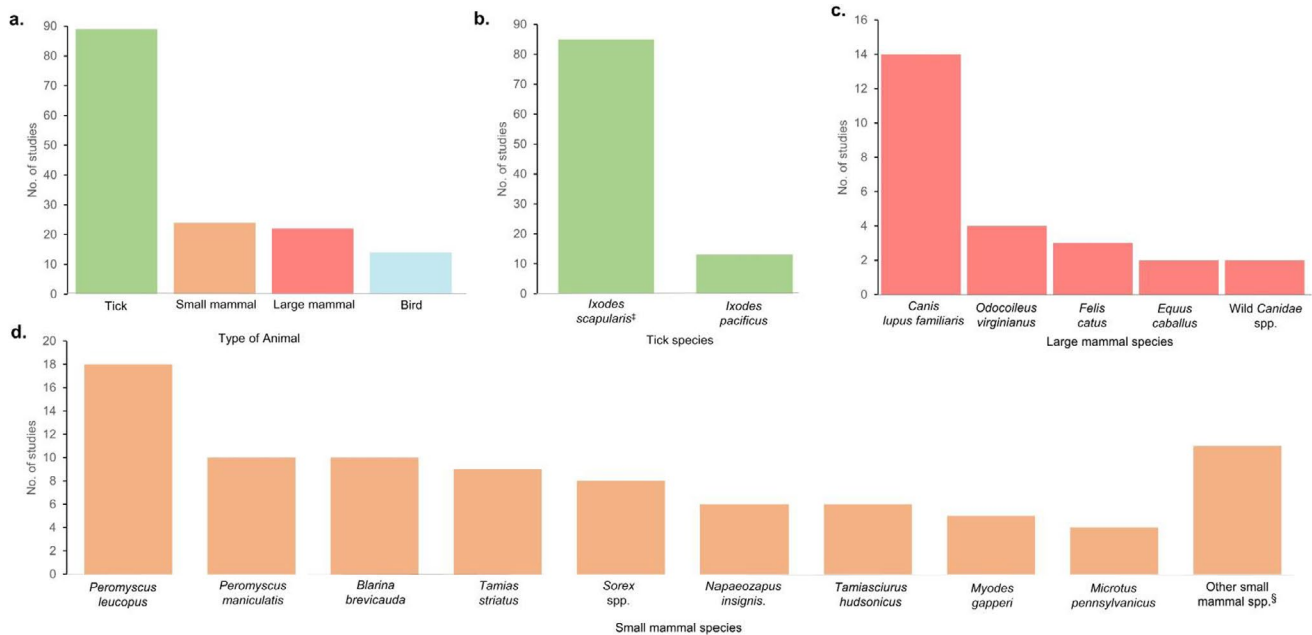 a.
No. of studies
90
80
70
60
50
40
30
20
10
0
Tick Small mammal Large mammal Bird
Type of Animal
b.
No. of studies
90
80
70
60
50
40
30
20
10
0
Ixodes
scapularis‡
Ixodes
pacificus
Tick species
c.
No. of studies
16
14
12
10
8
6
4
2
0
Canis
lupus familiaris
Odocoileus
virginianus
Felis
catus
Equus
caballus
Wild Canidae
spp.
Large mammal species
d.
No. of studies
20
18
16
14
12
10
8
6
4
2
0
Peromyscus
leucopus
Peromyscus
maniculatis
Blarina
brevicauda
Tamias
striatus
Sorex
spp.
Napaeozapus
insignis.
Tamiasciurus
hudsonicus
Myodes
gapperi
Microtus
pennsylvanicus
Other small
mammal spp.§
Small mammal species